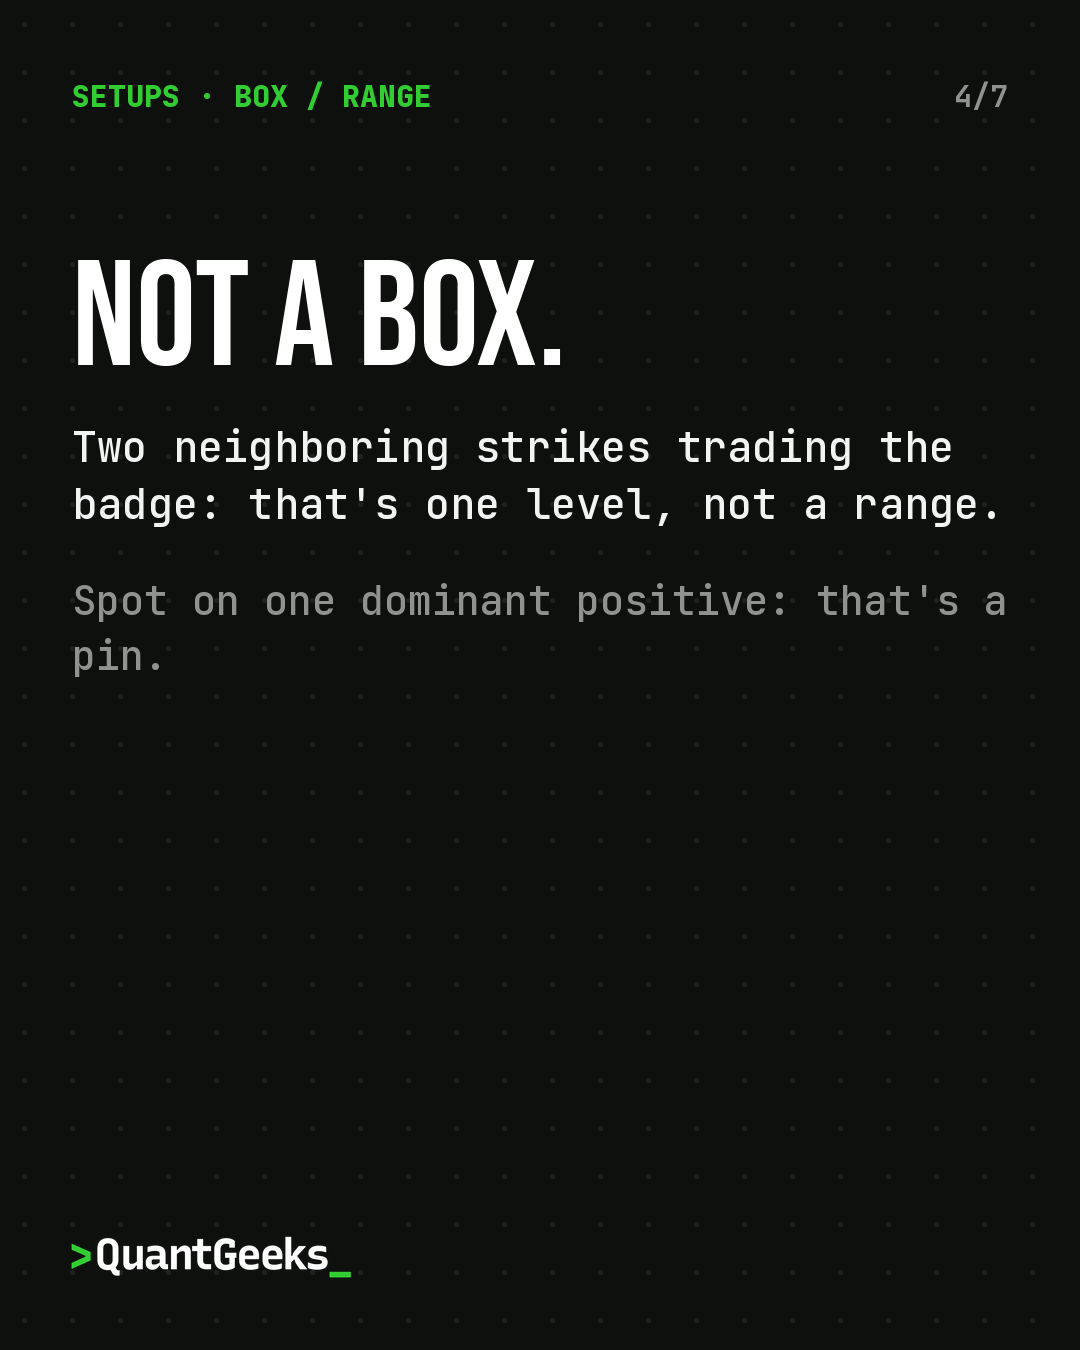 SETUPS · BOX / RANGE
4/7
NOT A BOX.
Two neighboring strikes trading the
badge: that's one level, not a range.
Spot on one dominant positive: that's a
pin.
>QuantGeeks_